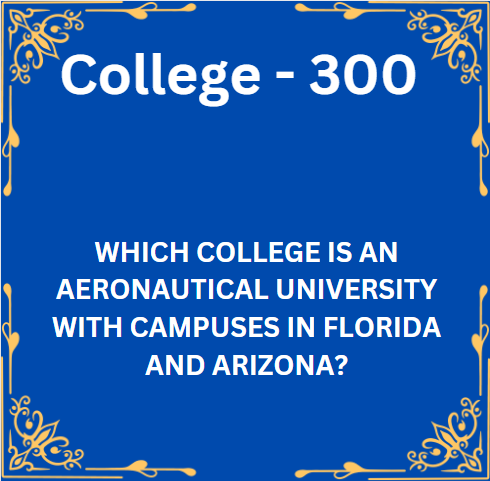 College - 300
WHICH COLLEGE IS AN
AERONAUTICAL UNIVERSITY
WITH CAMPUSES IN FLORIDA
AND ARIZONA?